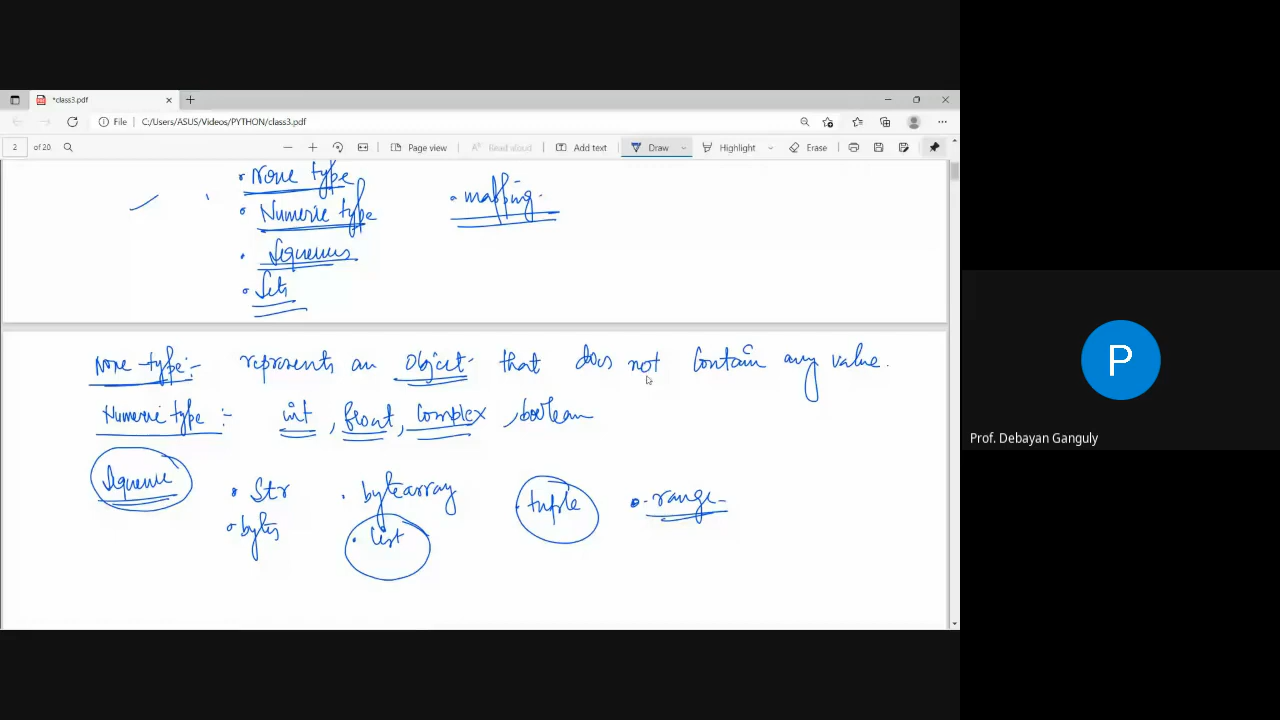 *class3.pdf
File C:/Users/ASUS/Videos/PYTHON/class3.pdf
2 of 20 Page view Read aloud Add text Draw Highlight Erase
• None type
• mapping.
• Numeric type
• Sequences
• Sets
None type:- represents an Object that does not contain any value.
Numeric type :- int, float, complex, boolean
Sequence • Str • bytearray • tuple • range
• bytes • list
P
Prof. Debayan Ganguly